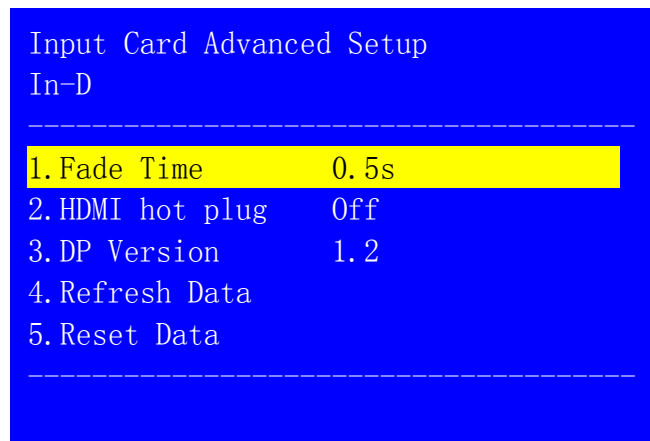 Input Card Advanced Setup
In-D
--------------------------------------
1.Fade Time 0.5s
2.HDMI hot plug Off
3.DP Version 1.2
4.Refresh Data
5.Reset Data
--------------------------------------